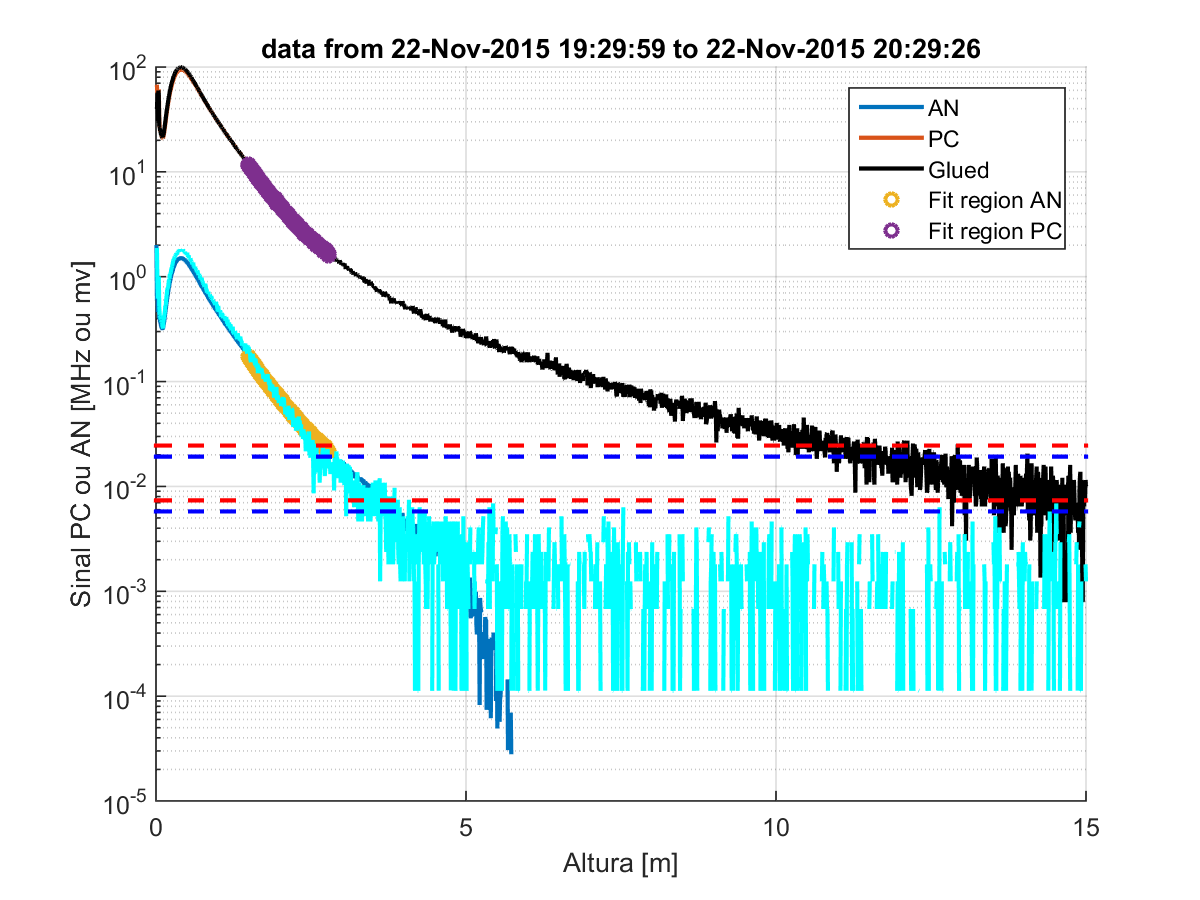 data from 22-Nov-2015 19:29:59 to 22-Nov-2015 20:29:26
AN
PC
Glued
Fit region AN
Fit region PC
Sinal PC ou AN [MHz ou mv]
10^2
10^1
10^0
10^-1
10^-2
10^-3
10^-4
10^-5
0 5 10 15
Altura [m]